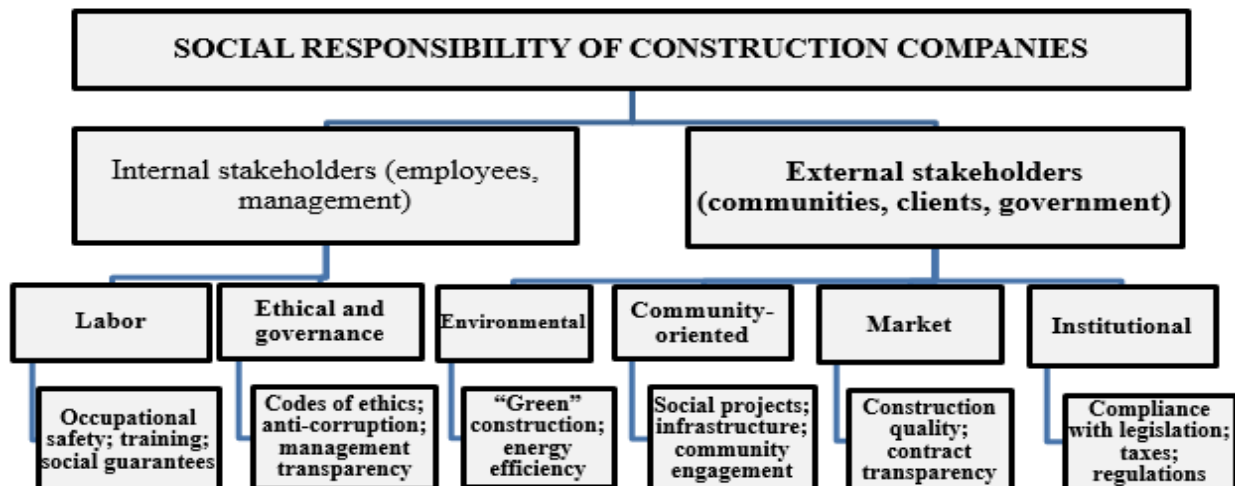 SOCIAL RESPONSIBILITY OF CONSTRUCTION COMPANIES
Internal stakeholders (employees,
management)
External stakeholders
(communities, clients, government)
Labor
Ethical and
governance
Environmental
Community-
oriented
Market
Institutional
Occupational
safety; training;
social guarantees
Codes of ethics;
anti-corruption;
management
transparency
“Green”
construction;
energy
efficiency
Social projects;
infrastructure;
community
engagement
Construction
quality;
contract
transparency
Compliance
with legislation;
taxes;
regulations